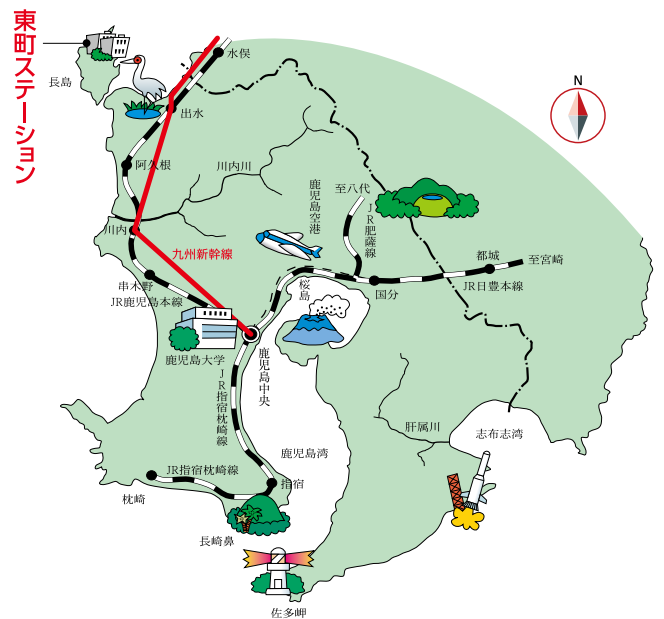 東町ステーション
長島
水俣
出水
N
阿久根
川内川
鹿児島空港
至八代
JR肥薩線
川内
九州新幹線
都城
至宮崎
串木野
JR鹿児島本線
桜島
国分
JR日豊本線
鹿児島大学
鹿児島中央
JR指宿枕崎線
肝属川
志布志湾
鹿児島湾
JR指宿枕崎線
指宿
枕崎
長崎鼻
佐多岬